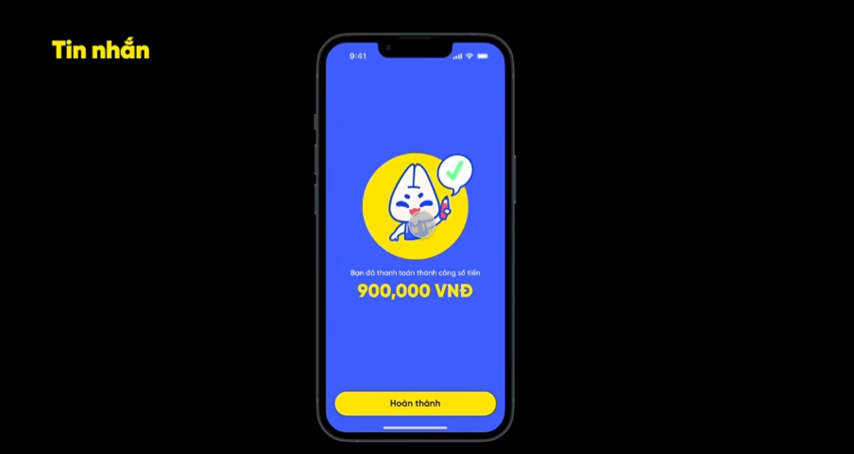 Tin nhắn
9:41
Bạn đã thanh toán thành công số tiền
900,000 VNĐ
Hoàn thành